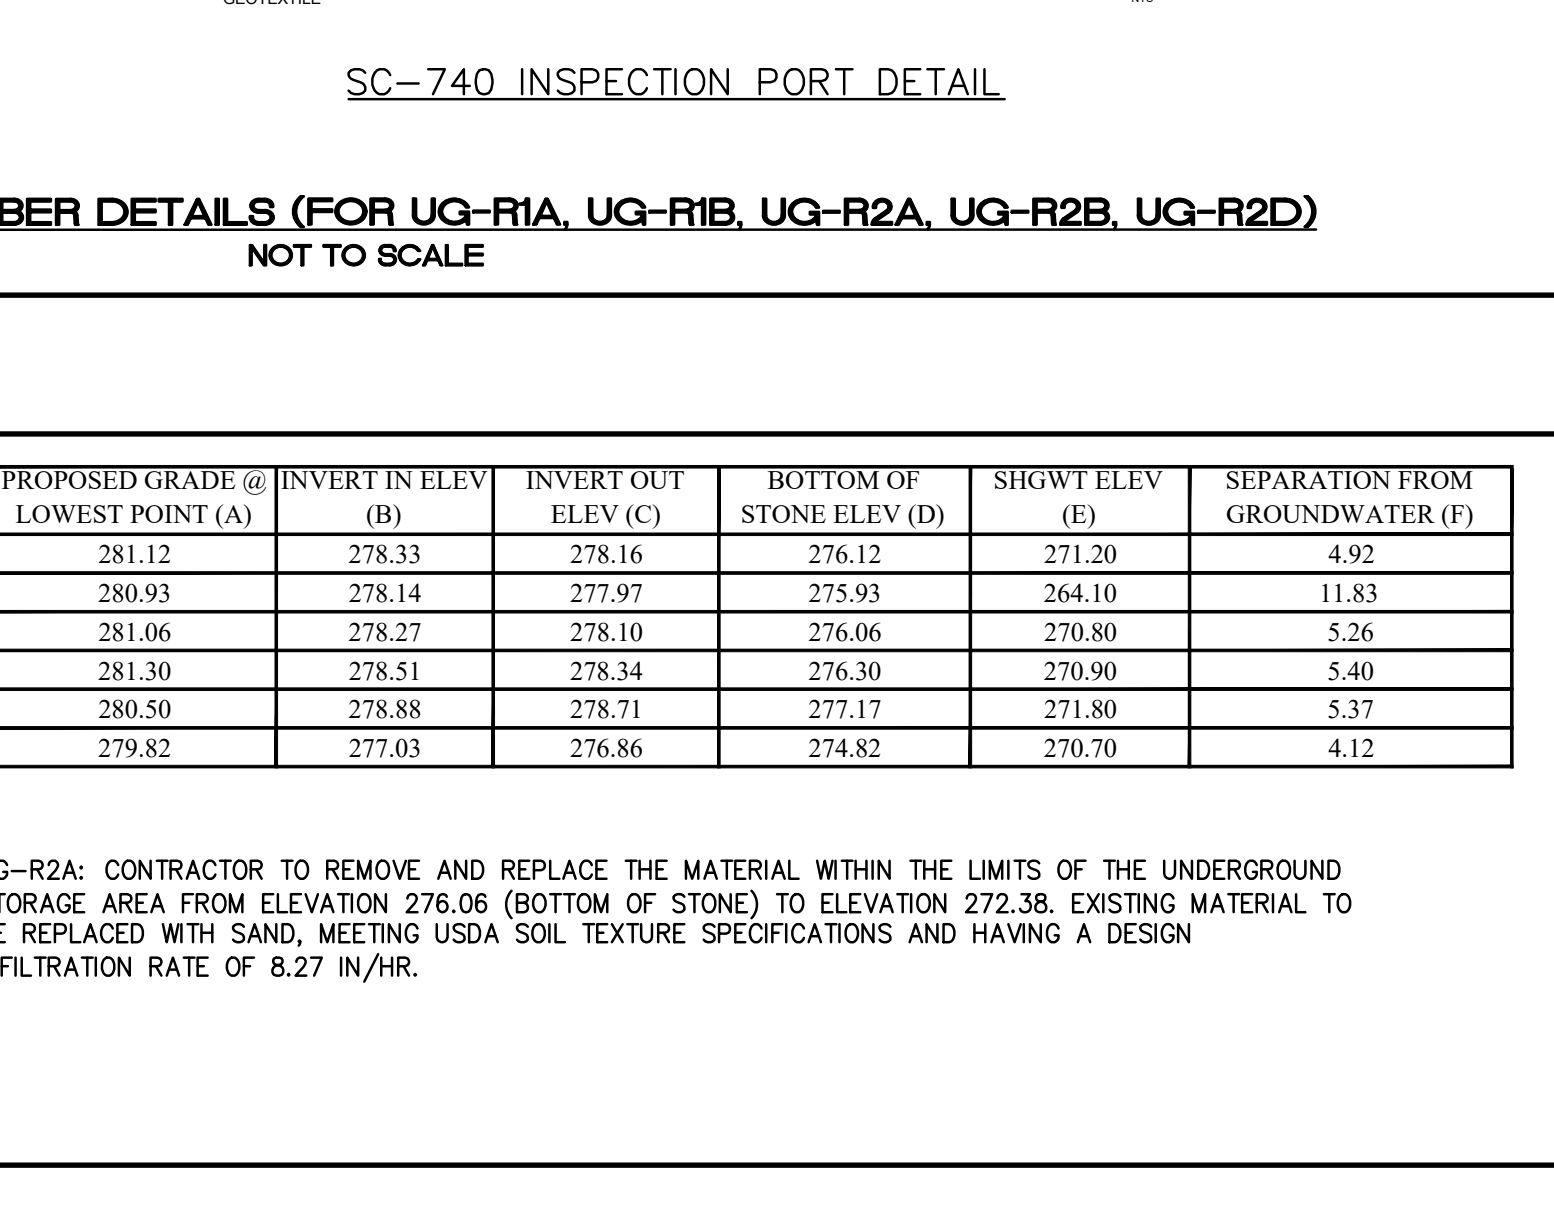 GEOTEXTILE
NTS
SC-740 INSPECTION PORT DETAIL
BER DETAILS (FOR UG-R1A, UG-R1B, UG-R2A, UG-R2B, UG-R2D)
NOT TO SCALE
PROPOSED GRADE @ LOWEST POINT (A) INVERT IN ELEV (B) INVERT OUT ELEV (C) BOTTOM OF STONE ELEV (D) SHGWT ELEV (E) SEPARATION FROM GROUNDWATER (F)
281.12 278.33 278.16 276.12 271.20 4.92
280.93 278.14 277.97 275.93 264.10 11.83
281.06 278.27 278.10 276.06 270.80 5.26
281.30 278.51 278.34 276.30 270.90 5.40
280.50 278.88 278.71 277.17 271.80 5.37
279.82 277.03 276.86 274.82 270.70 4.12
G-R2A: CONTRACTOR TO REMOVE AND REPLACE THE MATERIAL WITHIN THE LIMITS OF THE UNDERGROUND
TORAGE AREA FROM ELEVATION 276.06 (BOTTOM OF STONE) TO ELEVATION 272.38. EXISTING MATERIAL TO
E REPLACED WITH SAND, MEETING USDA SOIL TEXTURE SPECIFICATIONS AND HAVING A DESIGN
FILTRATION RATE OF 8.27 IN/HR.